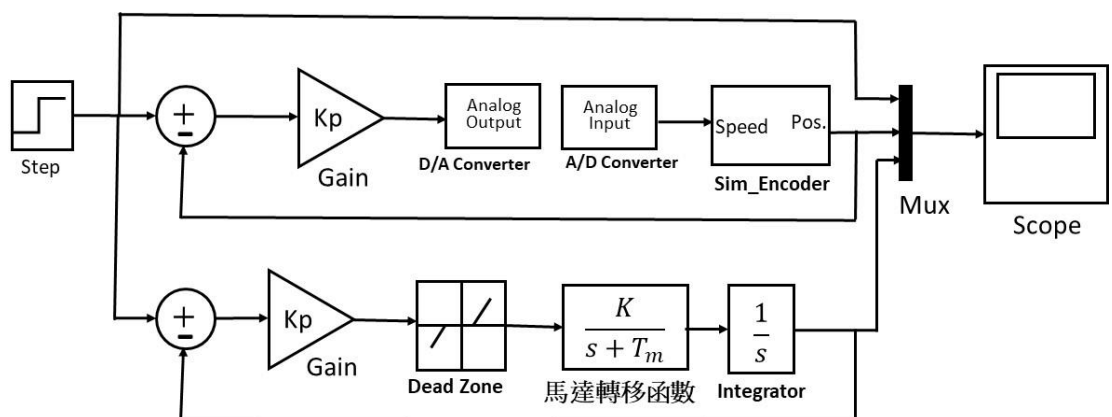 Step
+
−
Kp
Gain
Analog
Output
D/A Converter
Analog
Input
A/D Converter
Speed Pos.
Sim_Encoder
Mux
Scope
+
−
Kp
Gain
Dead Zone
K
s + Tm
馬達轉移函數
1
s
Integrator